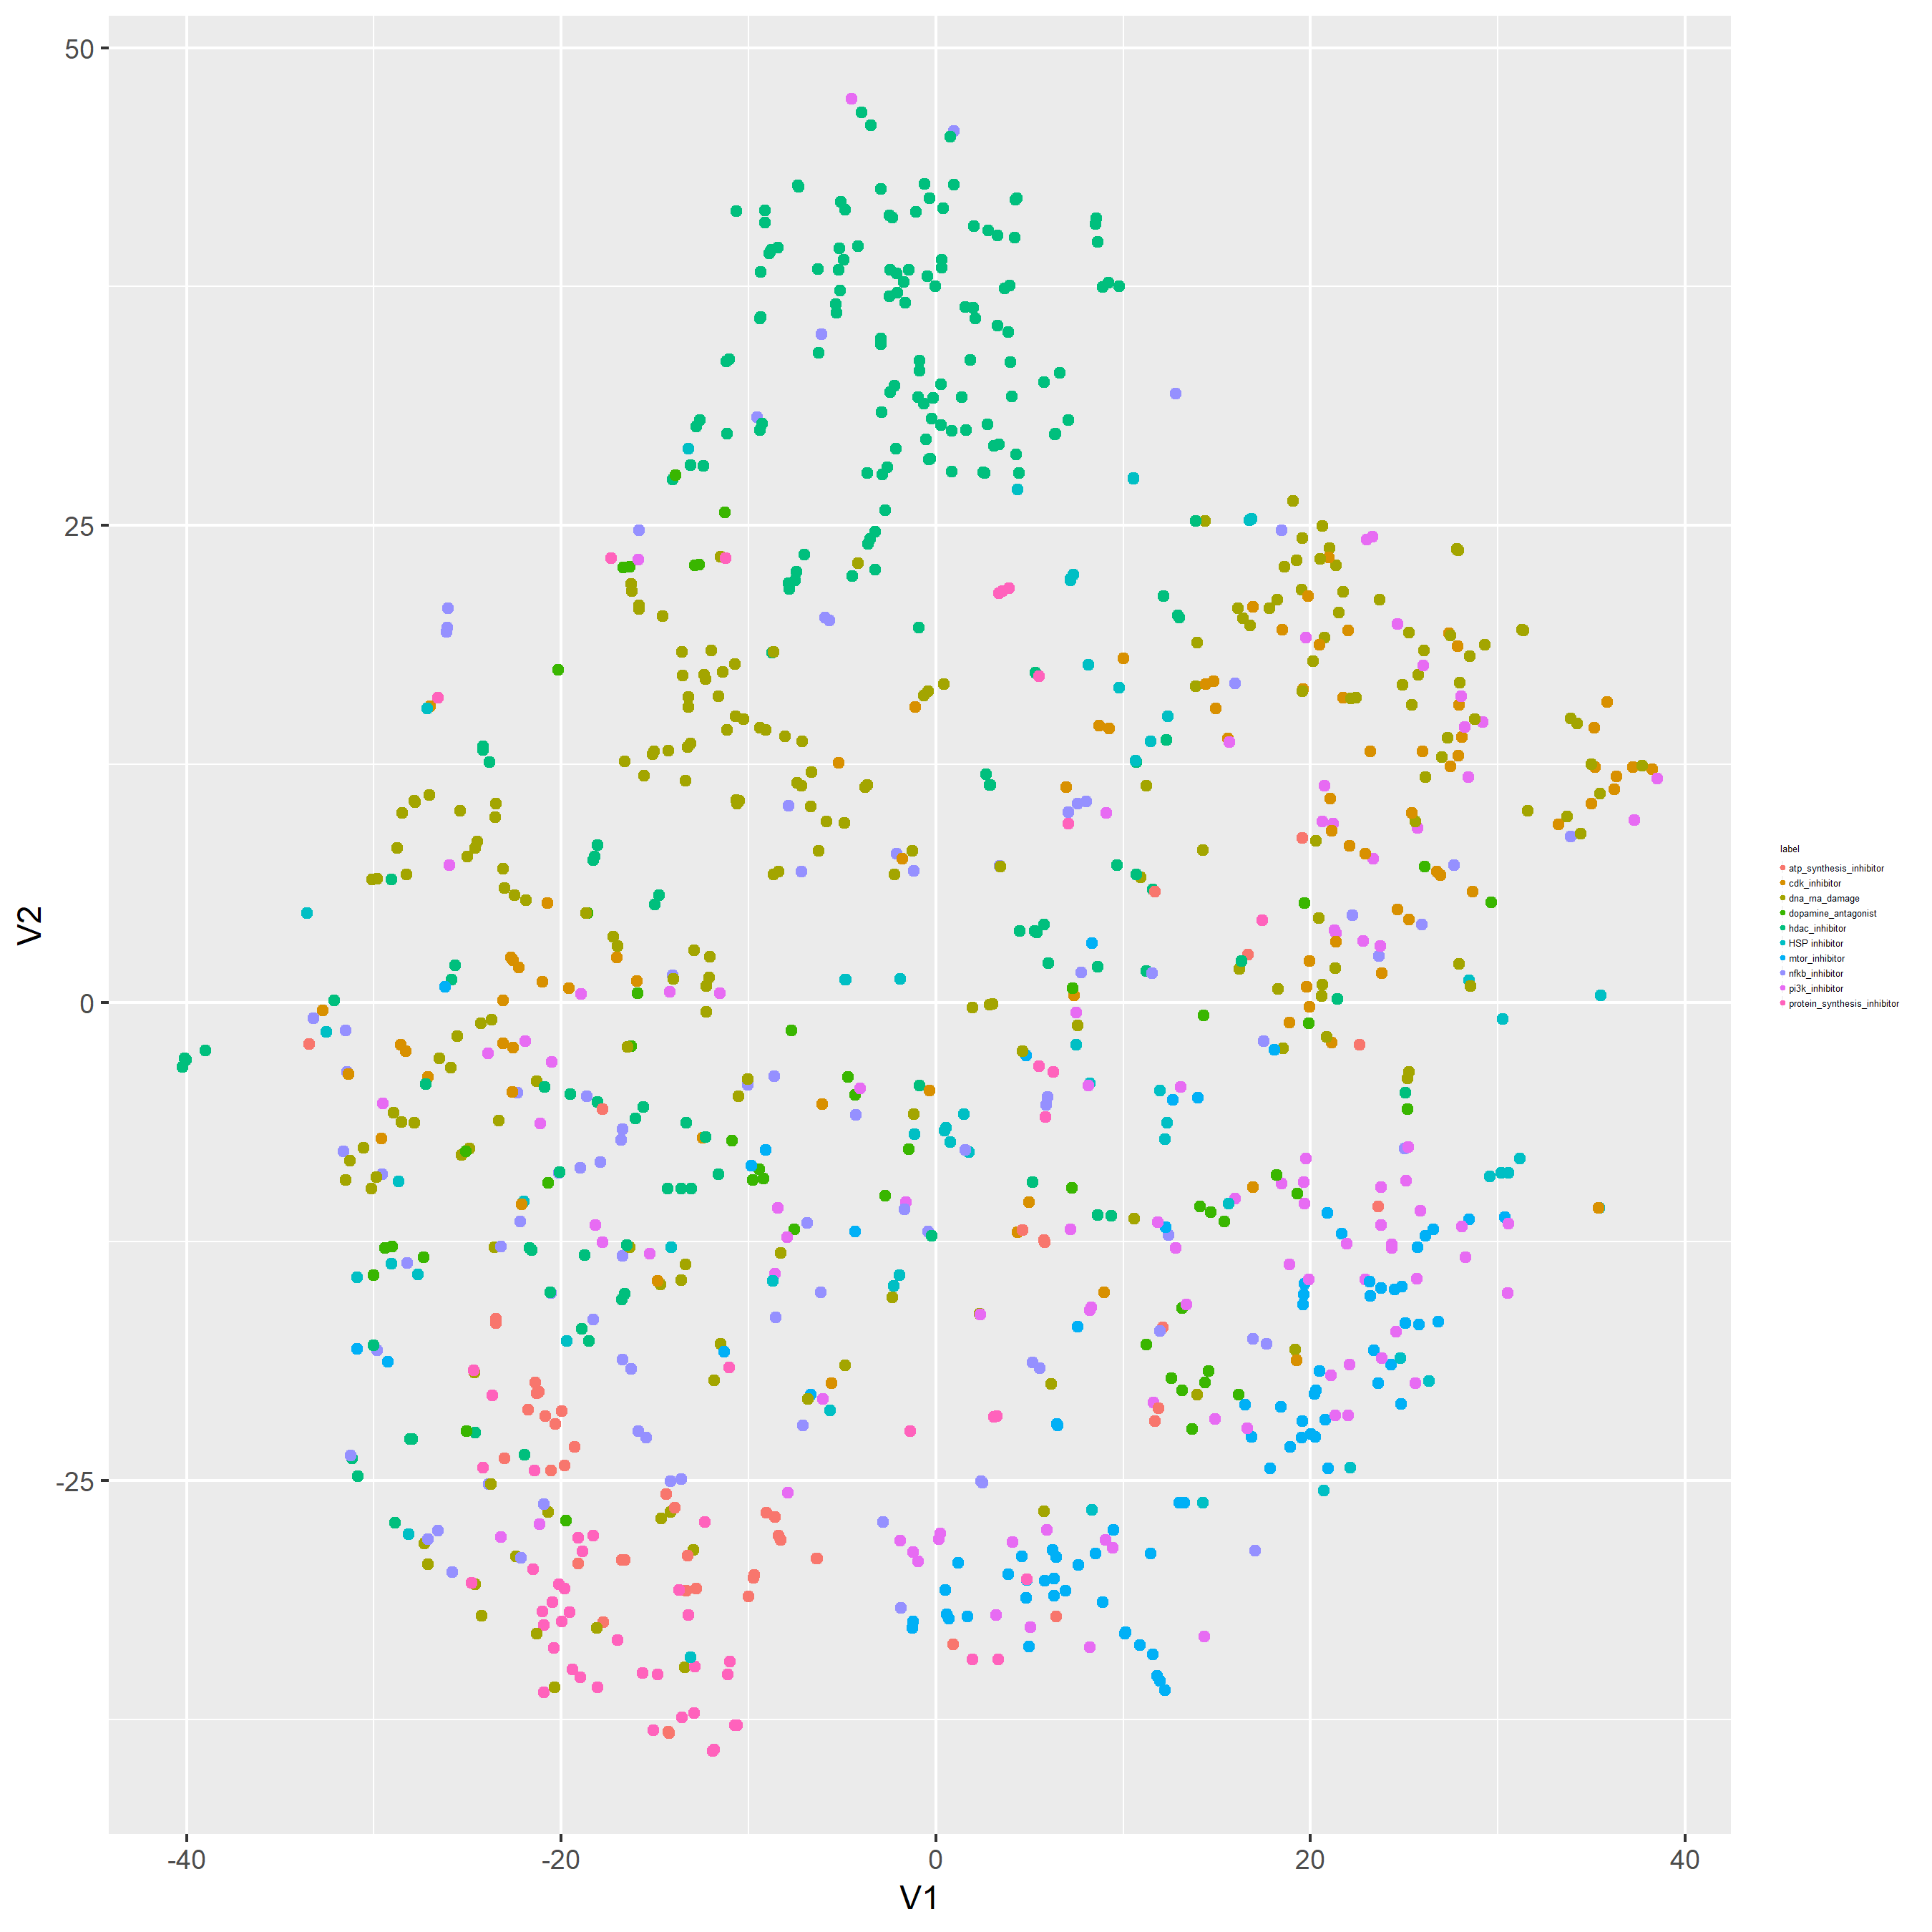 50
25
0
-25
V2
-40
-20
0
20
40
V1
label
atp_synthesis_inhibitor
cdk_inhibitor
dna_rna_damage
dopamine_antagonist
hdac_inhibitor
HSP inhibitor
mtor_inhibitor
nfkb_inhibitor
pi3k_inhibitor
protein_synthesis_inhibitor